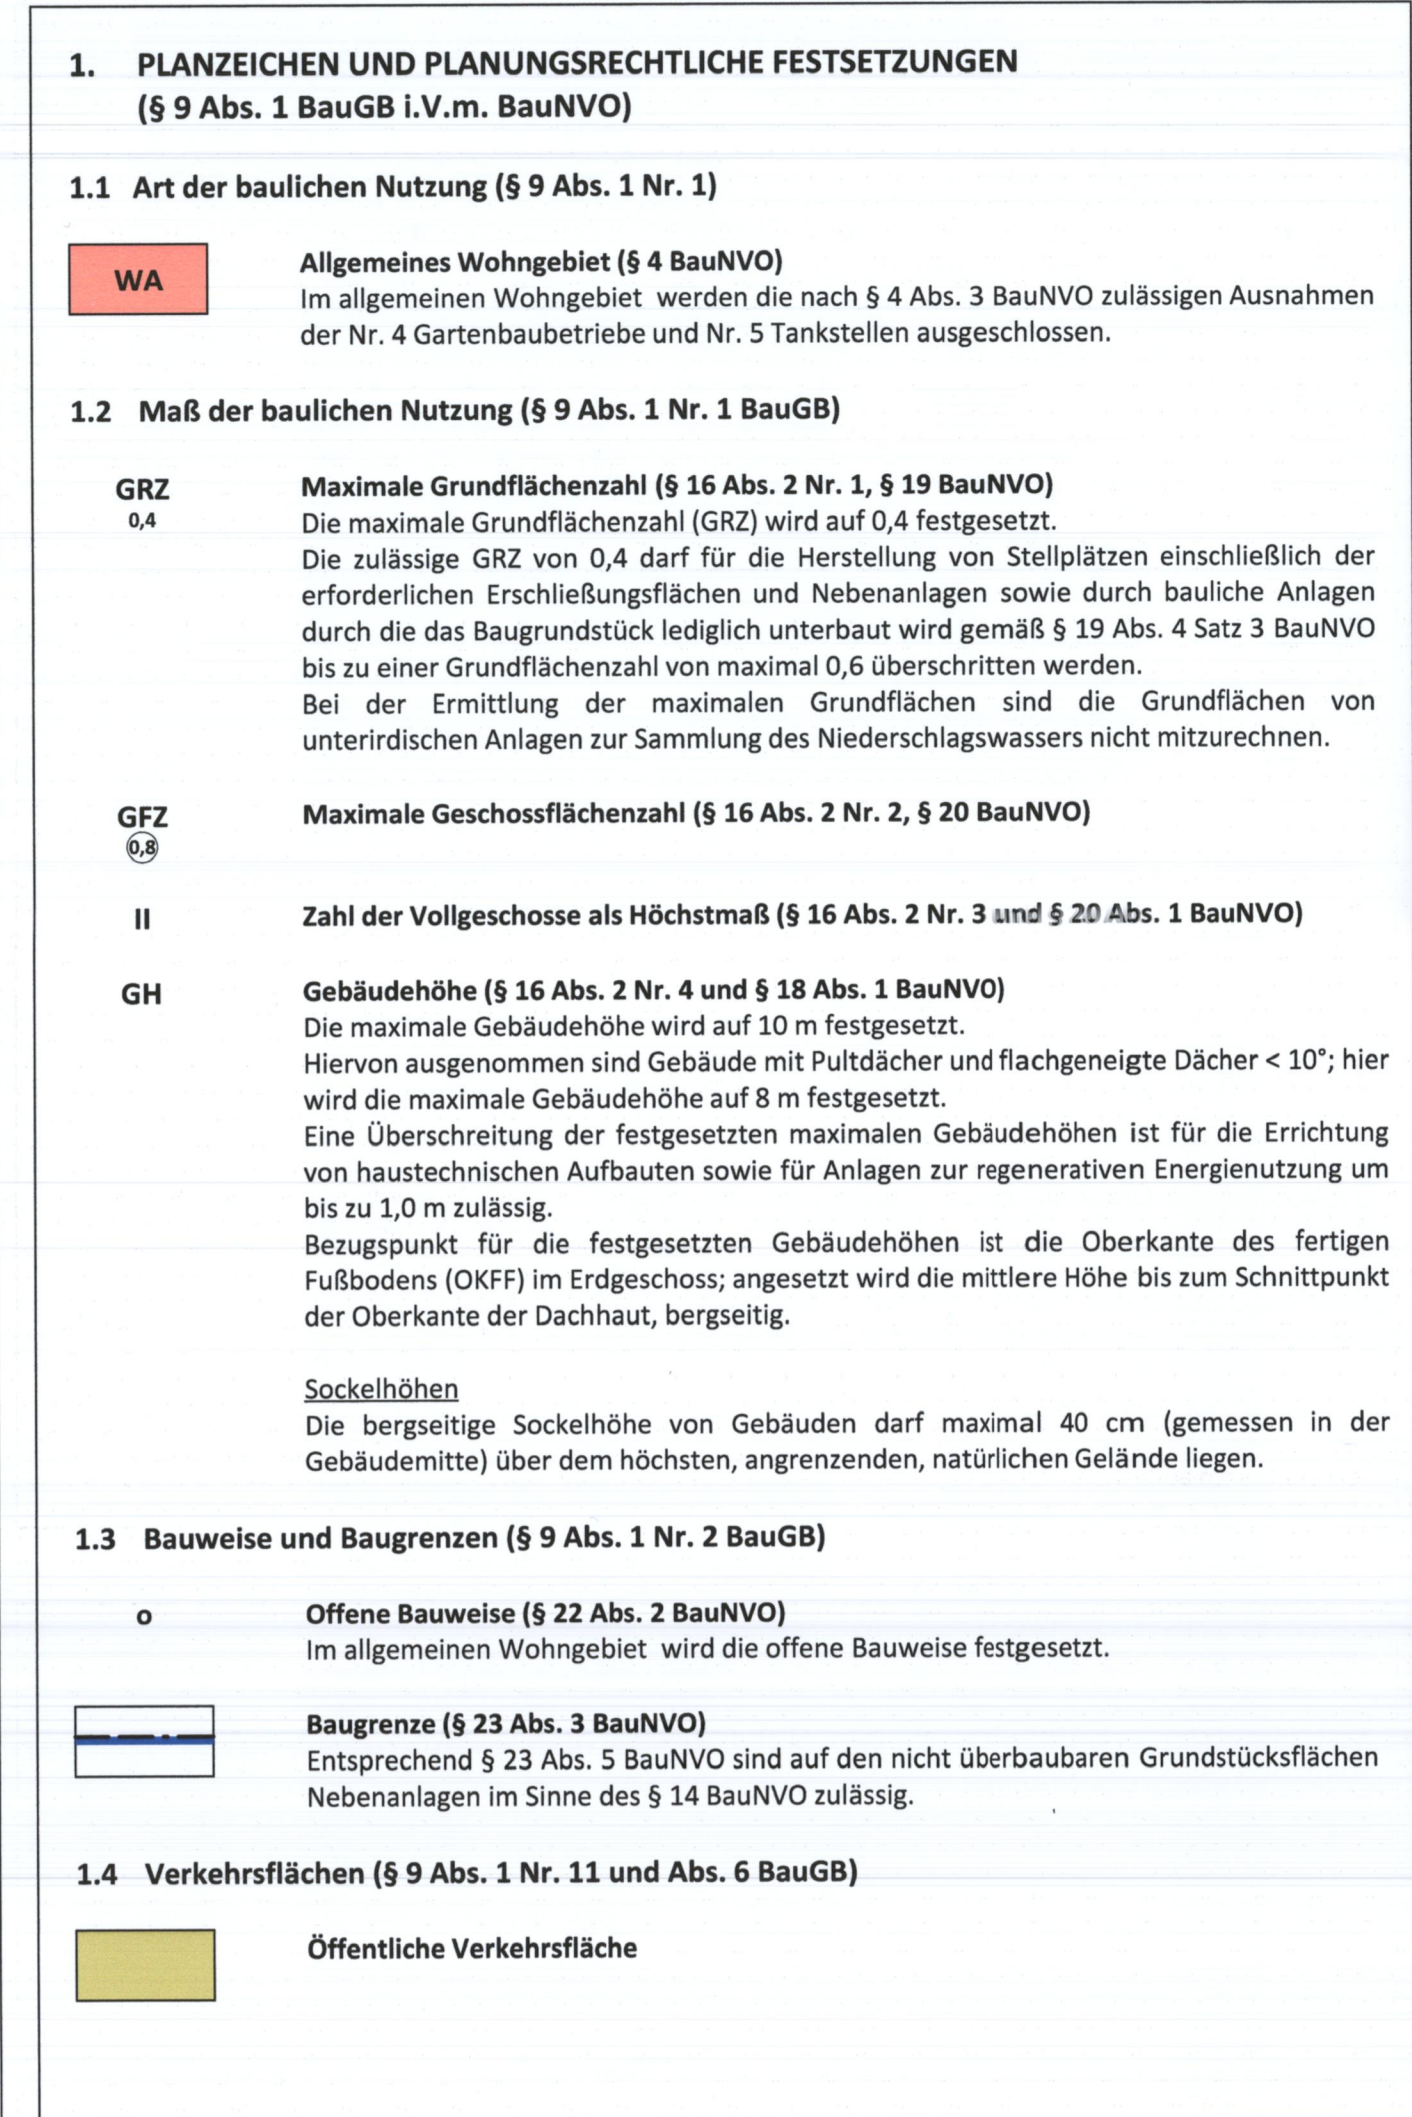 1. PLANZEICHEN UND PLANUNGSRECHTLICHE FESTSETZUNGEN
(§ 9 Abs. 1 BauGB i.V.m. BauNVO)
1.1 Art der baulichen Nutzung (§ 9 Abs. 1 Nr. 1)
WA
Allgemeines Wohngebiet (§ 4 BauNVO)
Im allgemeinen Wohngebiet werden die nach § 4 Abs. 3 BauNVO zulässigen Ausnahmen
der Nr. 4 Gartenbaubetriebe und Nr. 5 Tankstellen ausgeschlossen.
1.2 Maß der baulichen Nutzung (§ 9 Abs. 1 Nr. 1 BauGB)
GRZ Maximale Grundflächenzahl (§ 16 Abs. 2 Nr. 1, § 19 BauNVO)
0,4 Die maximale Grundflächenzahl (GRZ) wird auf 0,4 festgesetzt.
Die zulässige GRZ von 0,4 darf für die Herstellung von Stellplätzen einschließlich der
erforderlichen Erschließungsflächen und Nebenanlagen sowie durch bauliche Anlagen
durch die das Baugrundstück lediglich unterbaut wird gemäß § 19 Abs. 4 Satz 3 BauNVO
bis zu einer Grundflächenzahl von maximal 0,6 überschritten werden.
Bei der Ermittlung der maximalen Grundflächen sind die Grundflächen von
unterirdischen Anlagen zur Sammlung des Niederschlagswassers nicht mitzurechnen.
GFZ Maximale Geschossflächenzahl (§ 16 Abs. 2 Nr. 2, § 20 BauNVO)
0,8
II Zahl der Vollgeschosse als Höchstmaß (§ 16 Abs. 2 Nr. 3 und § 20 Abs. 1 BauNVO)
GH Gebäudehöhe (§ 16 Abs. 2 Nr. 4 und § 18 Abs. 1 BauNV0)
Die maximale Gebäudehöhe wird auf 10 m festgesetzt.
Hiervon ausgenommen sind Gebäude mit Pultdächer und flachgeneigte Dächer < 10°; hier
wird die maximale Gebäudehöhe auf 8 m festgesetzt.
Eine Überschreitung der festgesetzten maximalen Gebäudehöhen ist für die Errichtung
von haustechnischen Aufbauten sowie für Anlagen zur regenerativen Energienutzung um
bis zu 1,0 m zulässig.
Bezugspunkt für die festgesetzten Gebäudehöhen ist die Oberkante des fertigen
Fußbodens (OKFF) im Erdgeschoss; angesetzt wird die mittlere Höhe bis zum Schnittpunkt
der Oberkante der Dachhaut, bergseitig.
Sockelhöhen
Die bergseitige Sockelhöhe von Gebäuden darf maximal 40 cm (gemessen in der
Gebäudemitte) über dem höchsten, angrenzenden, natürlichen Gelände liegen.
1.3 Bauweise und Baugrenzen (§ 9 Abs. 1 Nr. 2 BauGB)
o Offene Bauweise (§ 22 Abs. 2 BauNVO)
Im allgemeinen Wohngebiet wird die offene Bauweise festgesetzt.
Baugrenze (§ 23 Abs. 3 BauNVO)
Entsprechend § 23 Abs. 5 BauNVO sind auf den nicht überbaubaren Grundstücksflächen
Nebenanlagen im Sinne des § 14 BauNVO zulässig.
1.4 Verkehrsflächen (§ 9 Abs. 1 Nr. 11 und Abs. 6 BauGB)
Öffentliche Verkehrsfläche